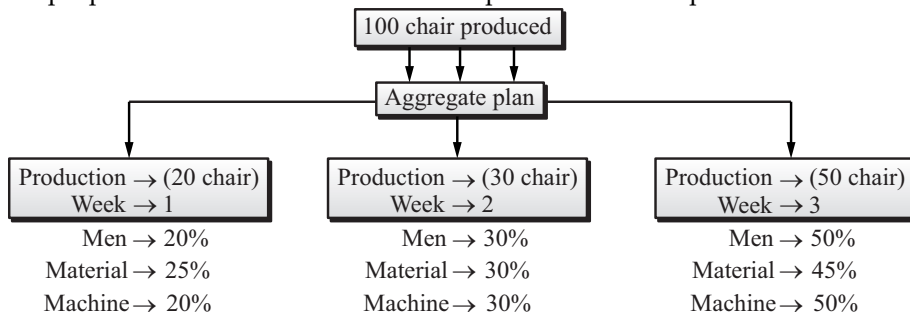 100 chair produced
Aggregate plan
Production → (20 chair)
Week → 1
Men → 20%
Material → 25%
Machine → 20%
Production → (30 chair)
Week → 2
Men → 30%
Material → 30%
Machine → 30%
Production → (50 chair)
Week → 3
Men → 50%
Material → 45%
Machine → 50%